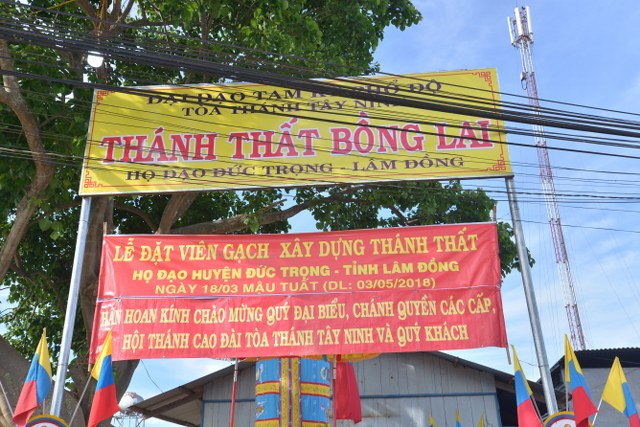 ĐẠI ĐẠO TAM KỲ PHỔ ĐỘ
TOÀ THÁNH TÂY NINH
THÁNH THẤT BỒNG LAI
HỌ ĐẠO ĐỨC TRỌNG - LÂM ĐỒNG
LỄ ĐẶT VIÊN GẠCH XÂY DỰNG THÁNH THẤT
HỌ ĐẠO HUYỆN ĐỨC TRỌNG - TỈNH LÂM ĐỒNG
NGÀY 18/03 MẬU TUẤT (DL: 03/05/2018)
HÂN HOAN KÍNH CHÀO MỪNG QUÝ ĐẠI BIỂU, CHÁNH QUYỀN CÁC CẤP,
HỘI THÁNH CAO ĐÀI TÒA THÁNH TÂY NINH VÀ QUÝ KHÁCH